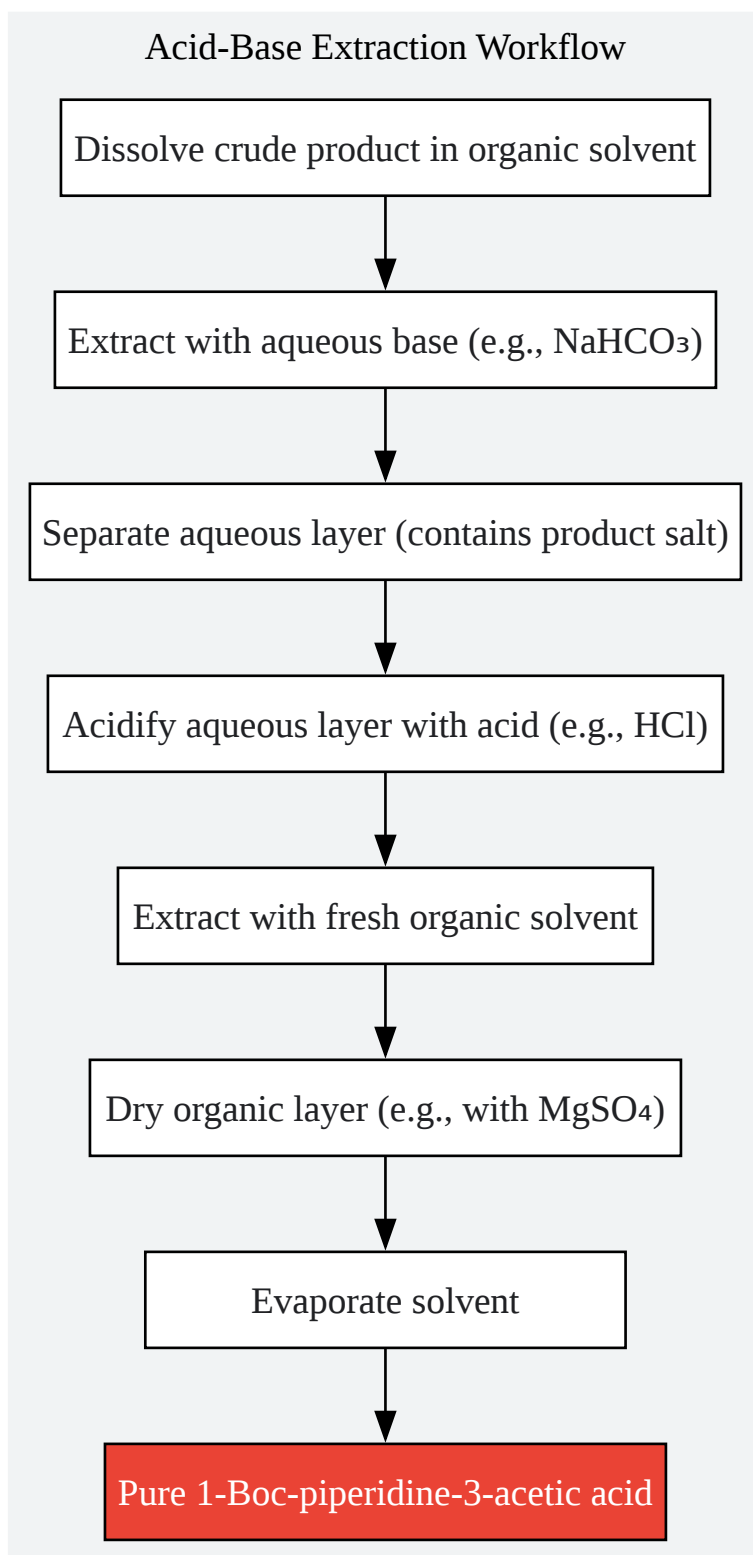 Acid-Base Extraction Workflow
Dissolve crude product in organic solvent
Extract with aqueous base (e.g., NaHCO₃)
Separate aqueous layer (contains product salt)
Acidify aqueous layer with acid (e.g., HCl)
Extract with fresh organic solvent
Dry organic layer (e.g., with MgSO₄)
Evaporate solvent
Pure 1-Boc-piperidine-3-acetic acid